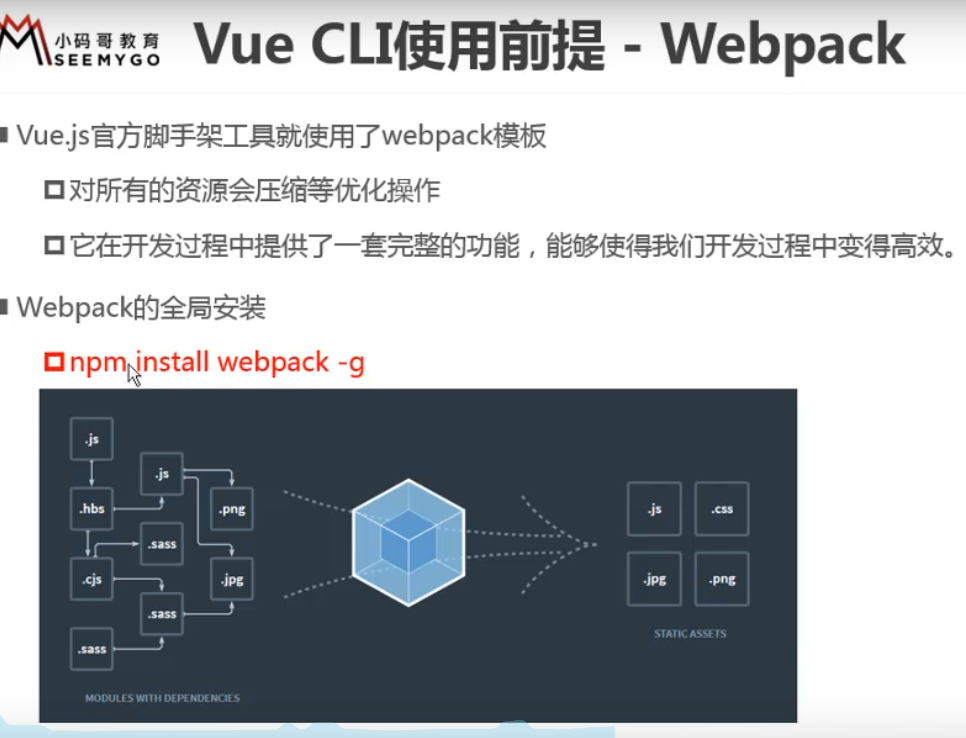 小码哥教育
SEEMYGO
Vue CLI使用前提 - Webpack
Vue.js官方脚手架工具就使用了webpack模板
对所有的资源会压缩等优化操作
它在开发过程中提供了一套完整的功能，能够使得我们开发过程中变得高效。
Webpack的全局安装
npm install webpack -g
.js
.js
.hbs
.png
.sass
.cjs
.jpg
.sass
.sass
MODULES WITH DEPENDENCIES
.js
.css
.jpg
.png
STATIC ASSETS